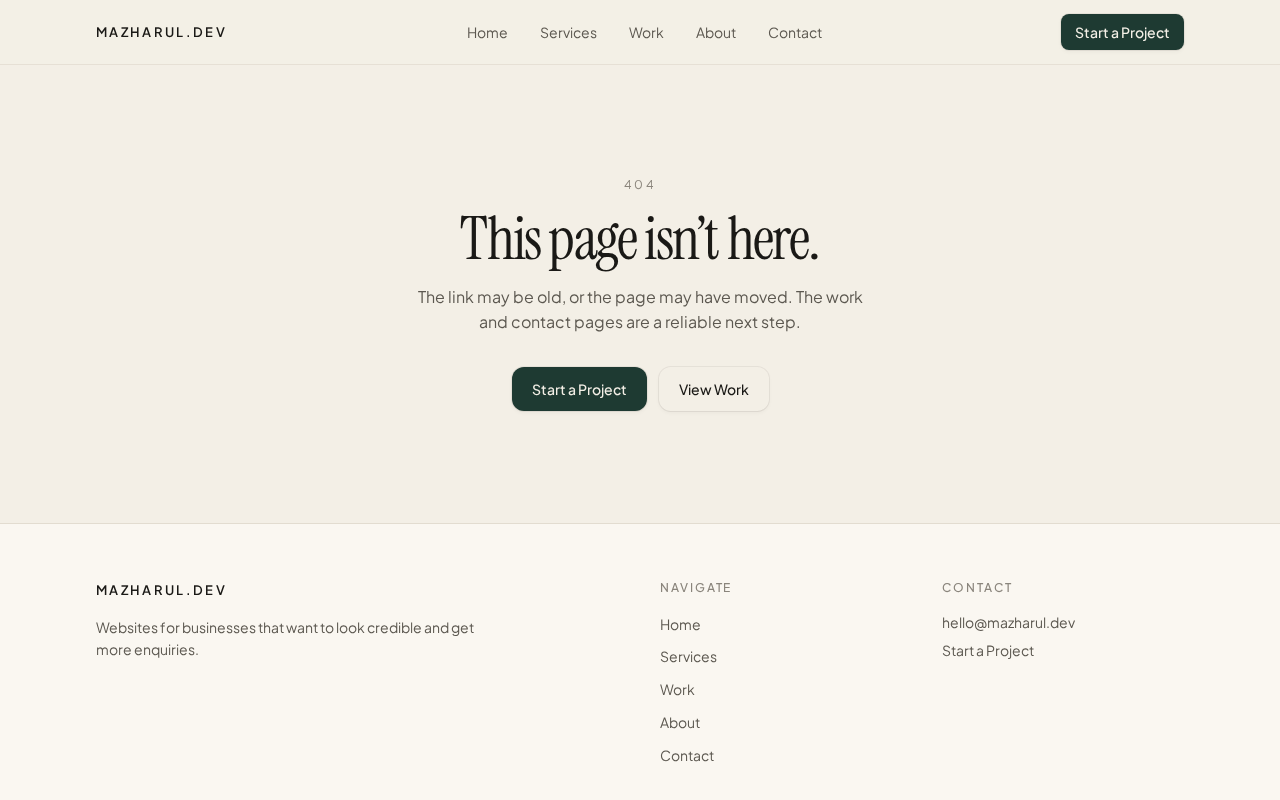 MAZHARUL.DEV
Home
Services
Work
About
Contact
Start a Project
404
This page isn’t here.
The link may be old, or the page may have moved. The work
and contact pages are a reliable next step.
Start a Project
View Work
MAZHARUL.DEV
Websites for businesses that want to look credible and get
more enquiries.
NAVIGATE
Home
Services
Work
About
Contact
CONTACT
hello@mazharul.dev
Start a Project